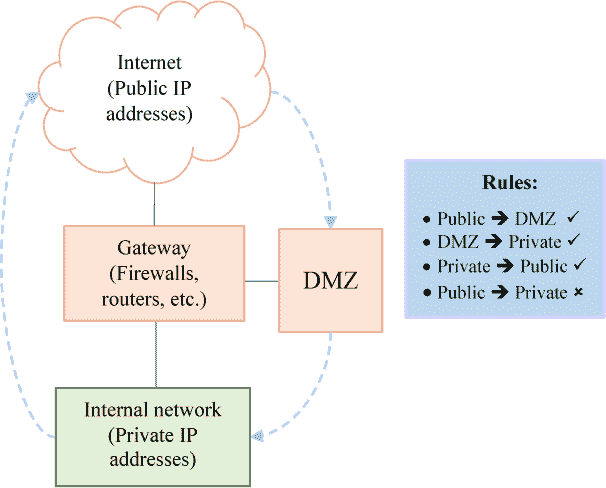 Internet
(Public IP
addresses)
Gateway
(Firewalls,
routers, etc.)
DMZ
Internal network
(Private IP
addresses)
Rules:
• Public ➔ DMZ ✓
• DMZ ➔ Private ✓
• Private ➔ Public ✓
• Public ➔ Private ×